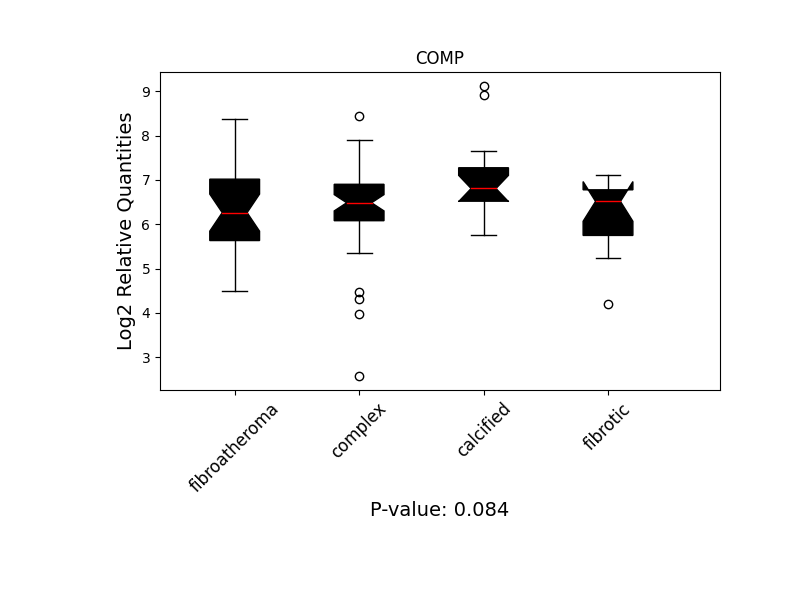 COMP
Log2 Relative Quantities
9
8
7
6
5
4
3
fibroatheroma
complex
calcified
fibrotic
P-value: 0.084